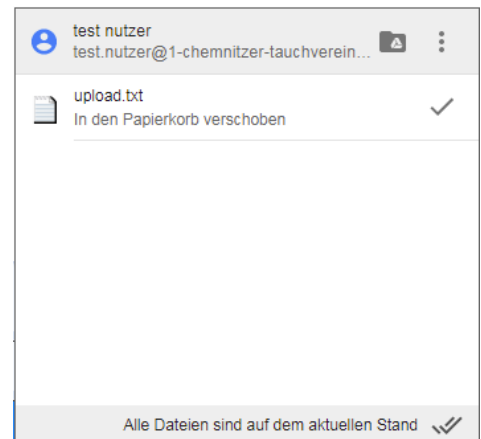 test nutzer
test.nutzer@1-chemnitzer-tauchverein...
upload.txt
In den Papierkorb verschoben
Alle Dateien sind auf dem aktuellen Stand